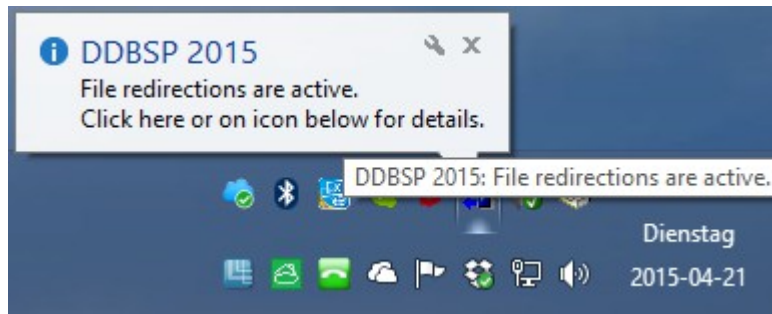 DDBSP 2015
File redirections are active.
Click here or on icon below for details.
DDBSP 2015: File redirections are active.
Dienstag
2015-04-21